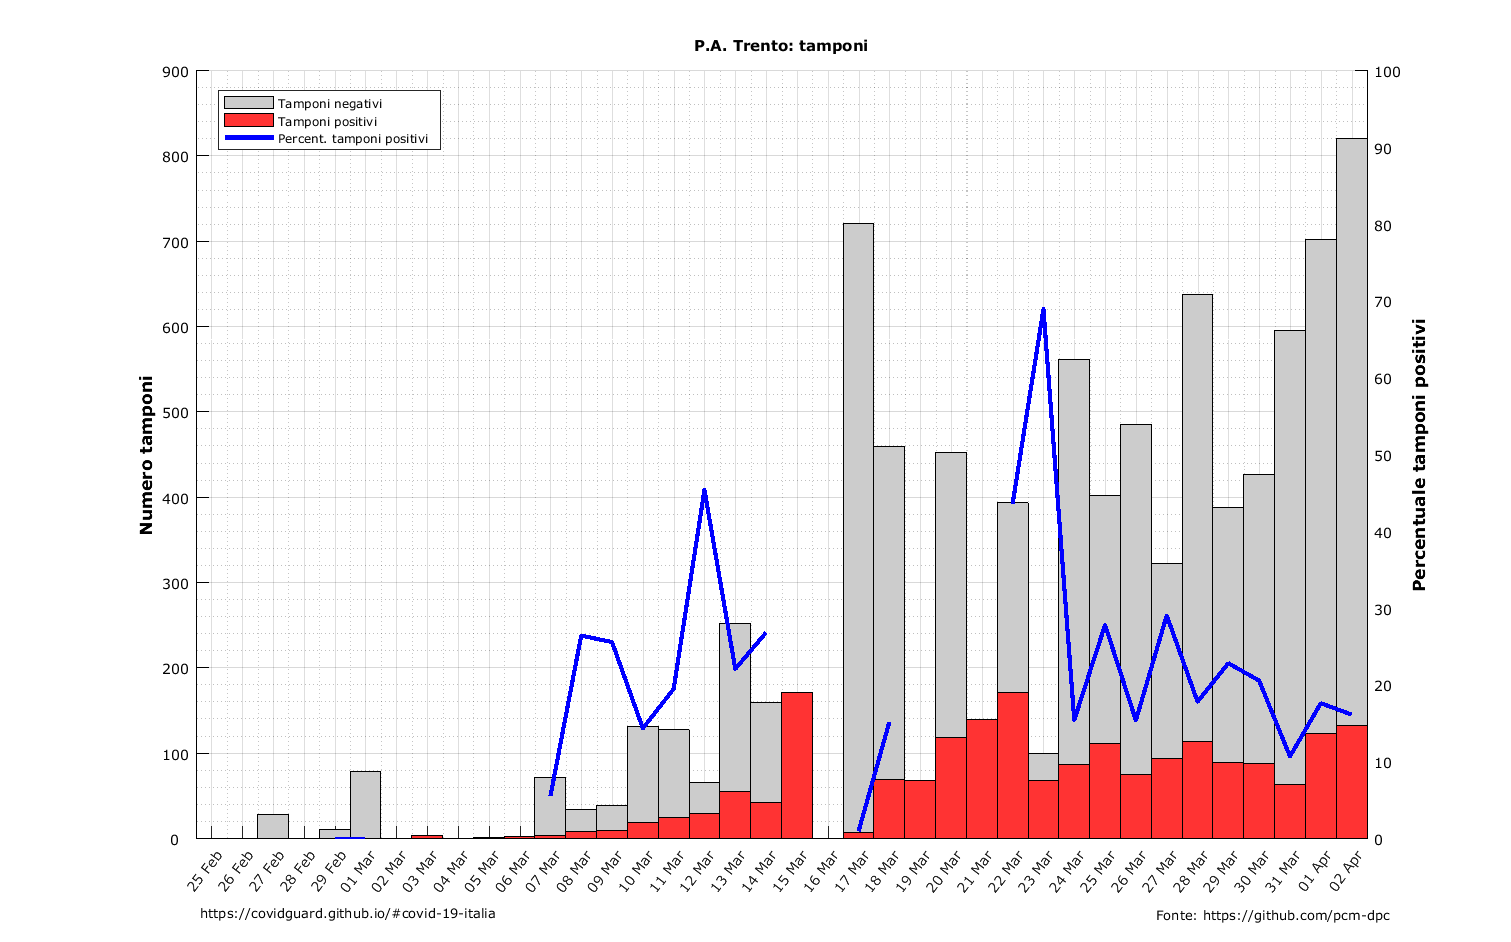 P.A. Trento: tamponi
Tamponi negativi
Tamponi positivi
Percent. tamponi positivi
Numero tamponi
900
800
700
600
500
400
300
200
100
0
100
90
80
70
60
50
40
30
20
10
0
Percentuale tamponi positivi
25 Feb
26 Feb
27 Feb
28 Feb
29 Feb
01 Mar
02 Mar
03 Mar
04 Mar
05 Mar
06 Mar
07 Mar
08 Mar
09 Mar
10 Mar
11 Mar
12 Mar
13 Mar
14 Mar
15 Mar
16 Mar
17 Mar
18 Mar
19 Mar
20 Mar
21 Mar
22 Mar
23 Mar
24 Mar
25 Mar
26 Mar
27 Mar
28 Mar
29 Mar
30 Mar
31 Mar
01 Apr
02 Apr
https://covidguard.github.io/#covid-19-italia
Fonte: https://github.com/pcm-dpc